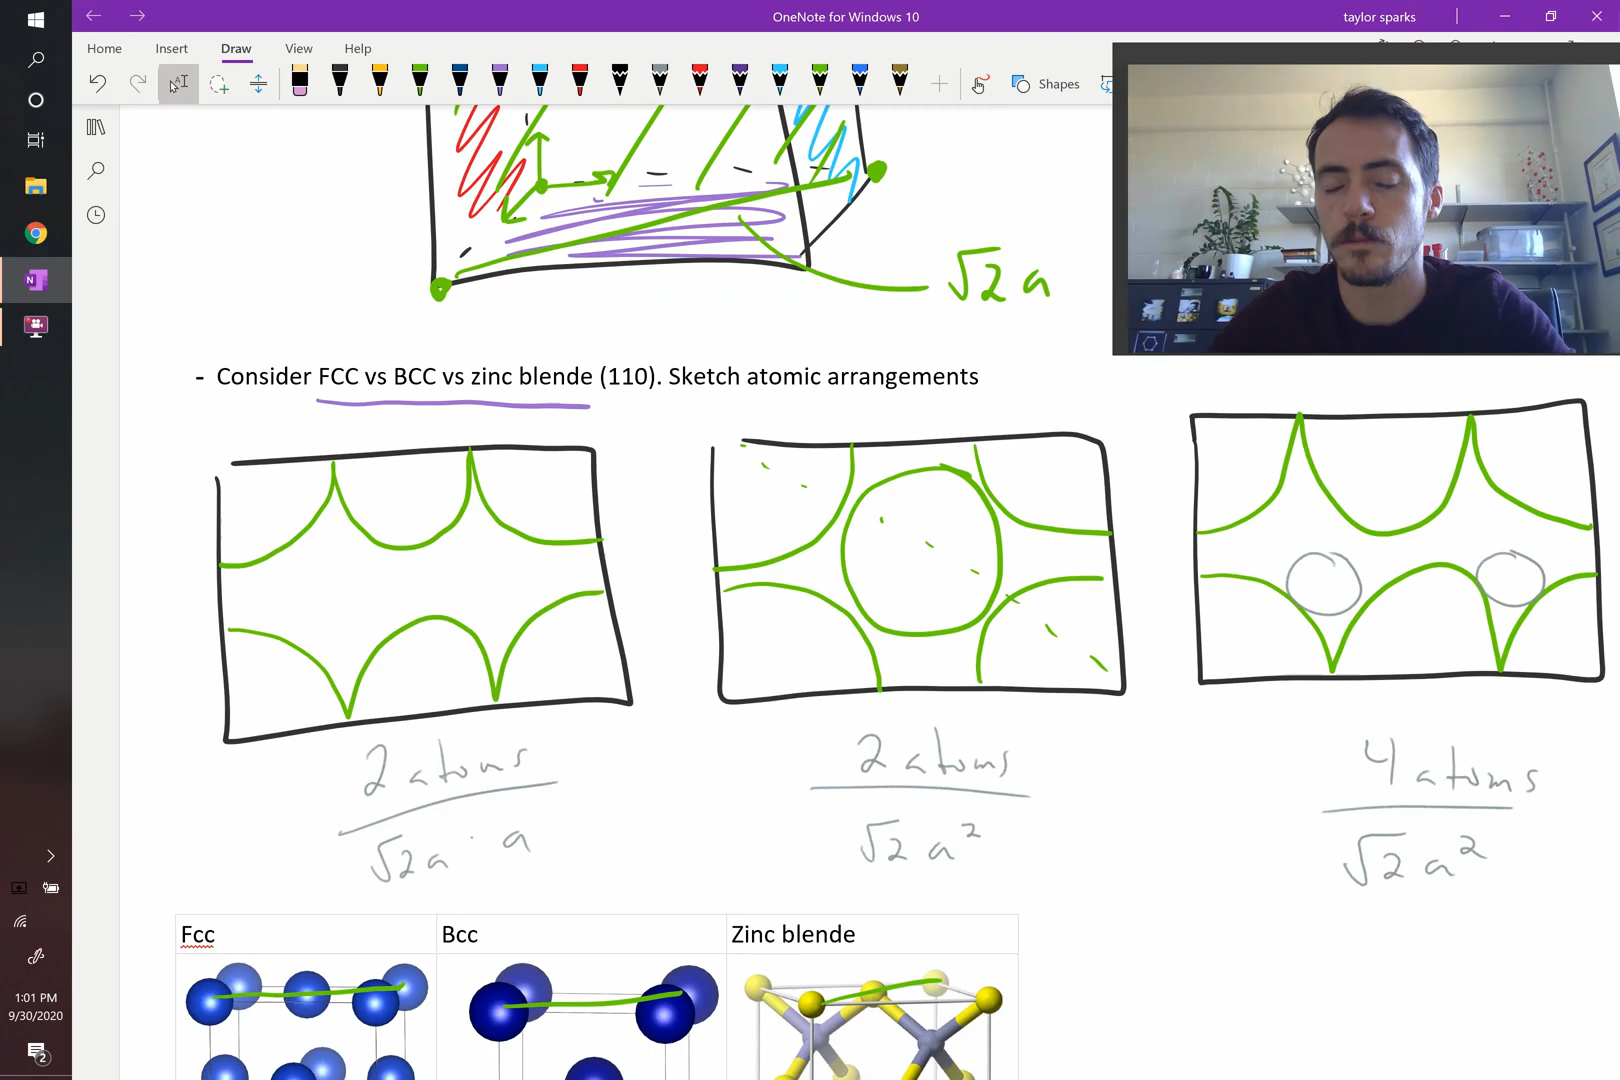 OneNote for Windows 10
taylor sparks
Home Insert Draw View Help
Shapes
√2 a
- Consider FCC vs BCC vs zinc blende (110). Sketch atomic arrangements
2 atoms
√2a · a
2 atoms
√2 a²
4 atoms
√2 a²
Fcc Bcc Zinc blende
1:01 PM
9/30/2020
2